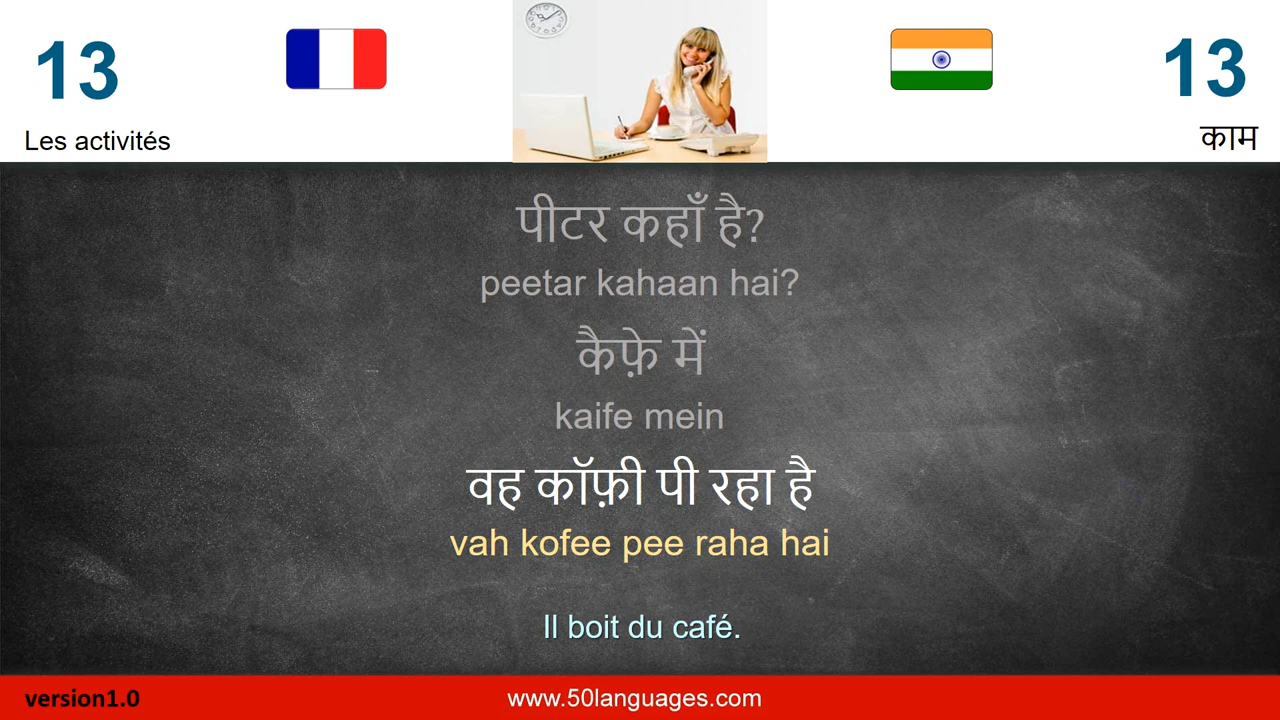 13
13
Les activités
काम
पीटर कहाँ है?
peetar kahaan hai?
कैफ़े में
kaife mein
वह कॉफ़ी पी रहा है
vah kofee pee raha hai
Il boit du café.
version1.0
www.50languages.com